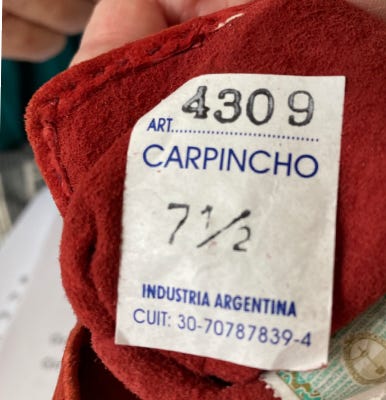 ART. 4309
CARPINCHO
7 1/2
INDUSTRIA ARGENTINA
CUIT: 30-70787839-4